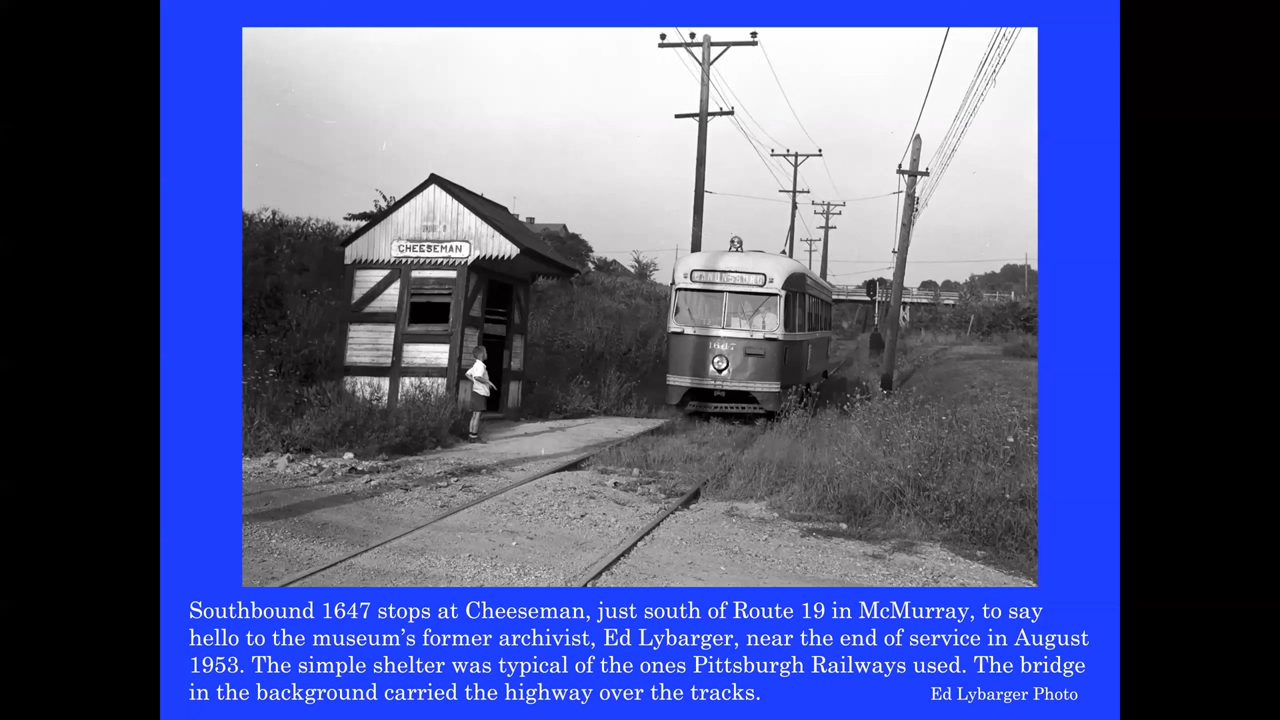 CHEESEMAN
1647
Southbound 1647 stops at Cheeseman, just south of Route 19 in McMurray, to say
hello to the museum’s former archivist, Ed Lybarger, near the end of service in August
1953. The simple shelter was typical of the ones Pittsburgh Railways used. The bridge
in the background carried the highway over the tracks.
Ed Lybarger Photo